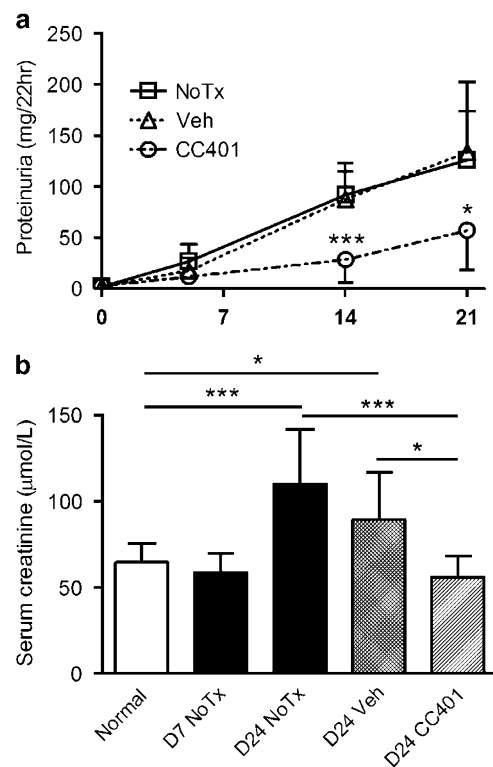 a
Proteinuria (mg/22hr)
250
200
150
100
50
0
NoTx
Veh
CC401
***
*
0 7 14 21
b
Serum creatinine (μmol/L)
150
100
50
0
*
***
***
*
Normal
D7 NoTx
D24 NoTx
D24 Veh
D24 CC401